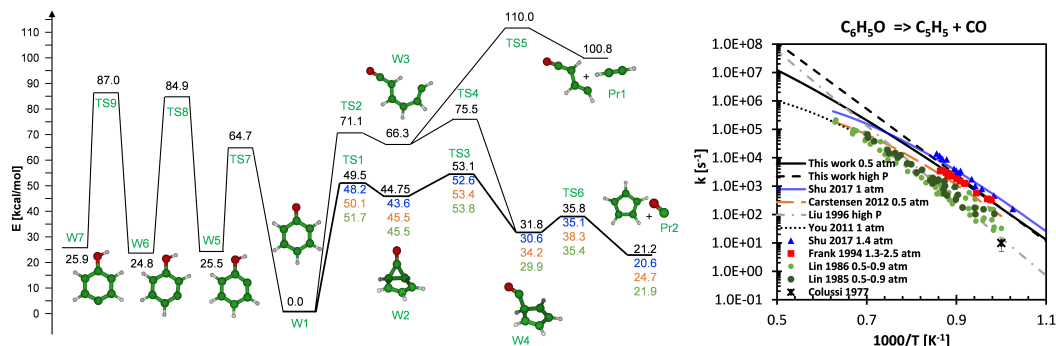 E [kcal/mol]
110
100
90
80
70
60
50
40
30
20
10
0
87.0
TS9
84.9
TS8
64.7
TS7
W7
25.9
W6
24.8
W5
25.5
0.0
W1
TS2
71.1
TS1
49.5
48.2
50.1
51.7
W3
66.3
44.75
43.6
45.5
45.5
W2
TS4
75.5
TS3
53.1
52.6
53.4
53.8
110.0
TS5
100.8
+
Pr1
31.8
30.6
34.2
29.9
W4
TS6
35.8
35.1
38.3
35.4
+
Pr2
21.2
20.6
24.7
21.9
C6H5O => C5H5 + CO
k [s-1]
1.0E+08
1.0E+07
1.0E+06
1.0E+05
1.0E+04
1.0E+03
1.0E+02
1.0E+01
1.0E+00
1.0E-01
This work 0.5 atm
This work high P
Shu 2017 1 atm
Carstensen 2012 0.5 atm
Liu 1996 high P
You 2011 1 atm
Shu 2017 1.4 atm
Frank 1994 1.3-2.5 atm
Lin 1986 0.5-0.9 atm
Lin 1985 0.5-0.9 atm
Colussi 1977
0.5 0.7 0.9 1.1
1000/T [K-1]